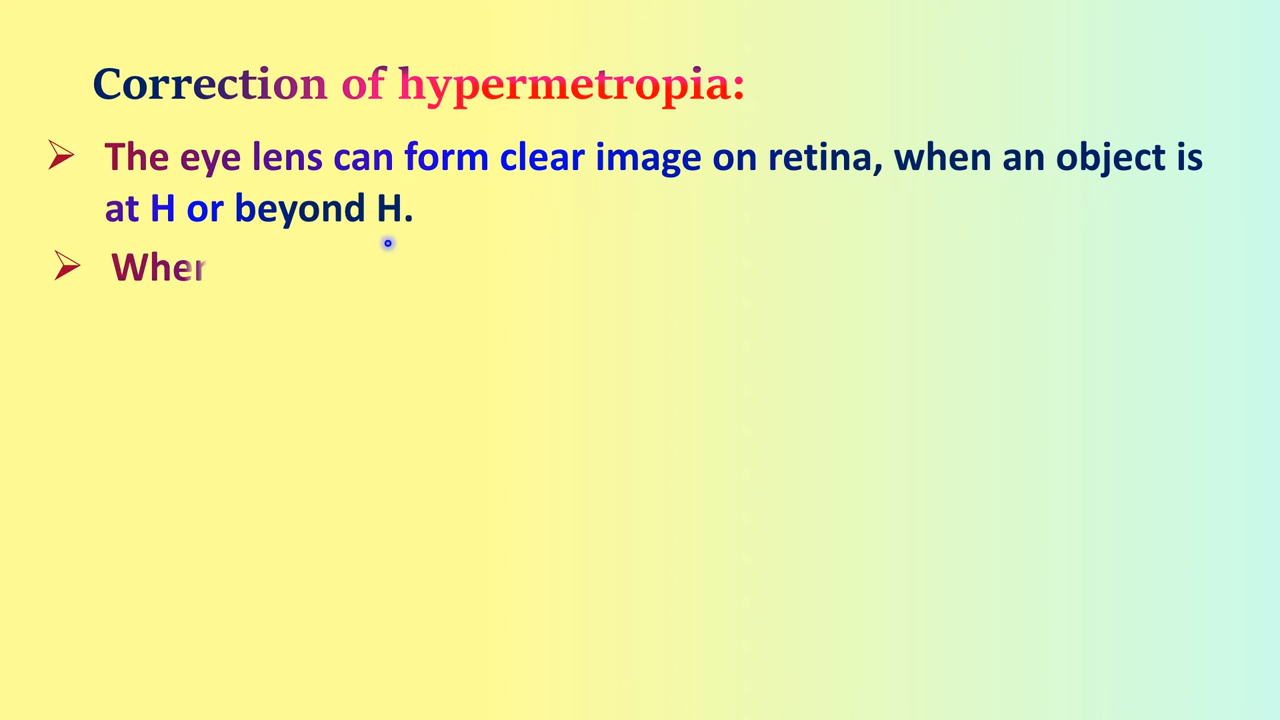 Correction of hypermetropia:
➢ The eye lens can form clear image on retina, when an object is
at H or beyond H.
➢ Wher